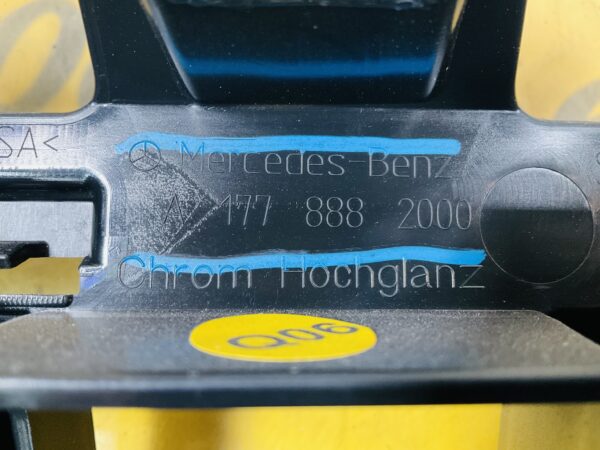 SA<
Mercedes-Benz
A 177 888 2000
Chrom Hochglanz
Q06